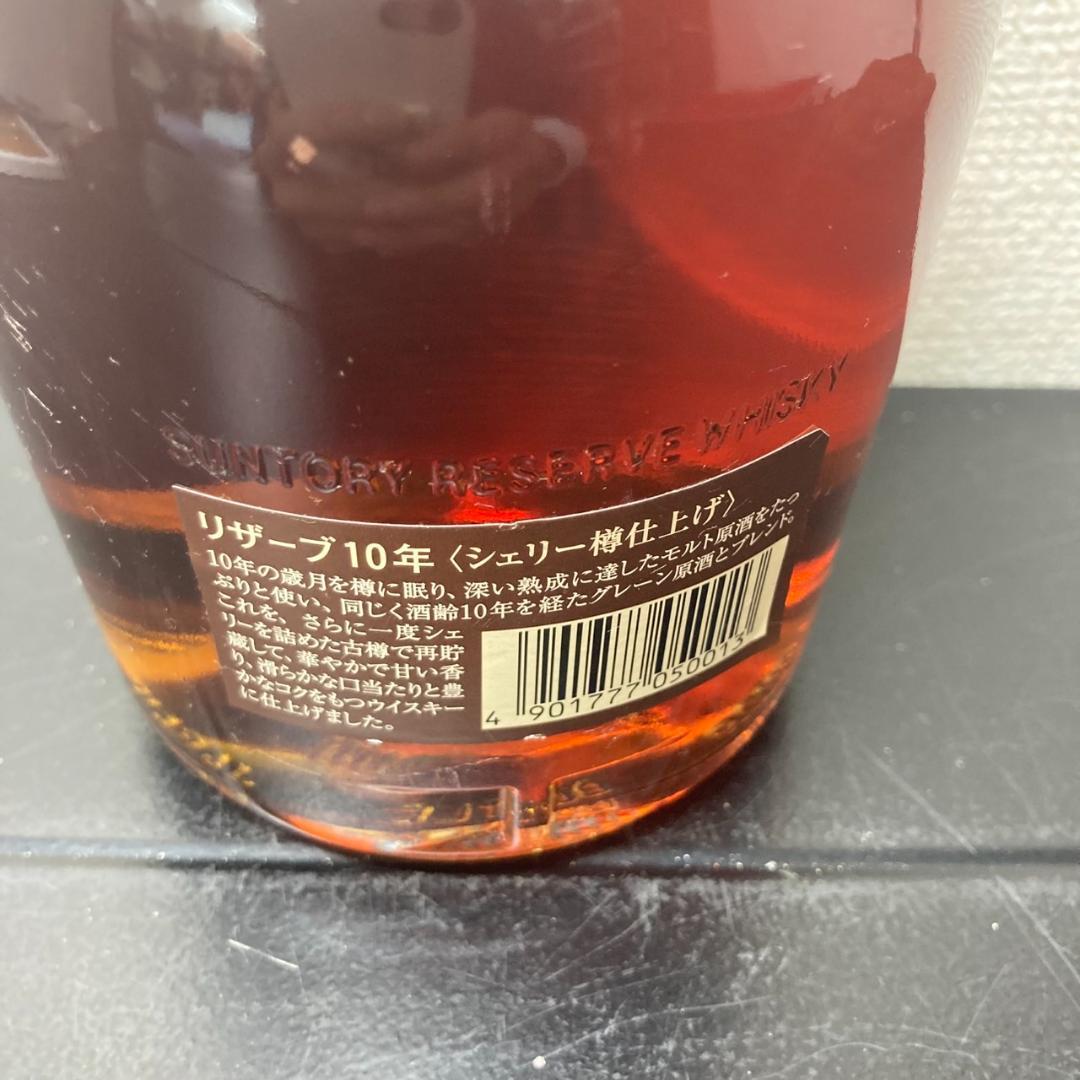 SUNTORY RESERVE WHISKY
リザーブ10年〈シェリー樽仕上げ〉
10年の歳月を樽に眠り、深い熟成に達したモルト原酒をたっ
ぷりと使い、同じく酒齢10年を経たグレーン原酒とブレンド。
これを、さらに一度シェ
リーを詰めた古樽で再貯
蔵して、華やかで甘い香
り、滑らかな口当たりと豊
かなコクをもつウイスキー
に仕上げました。
4 901777 050013